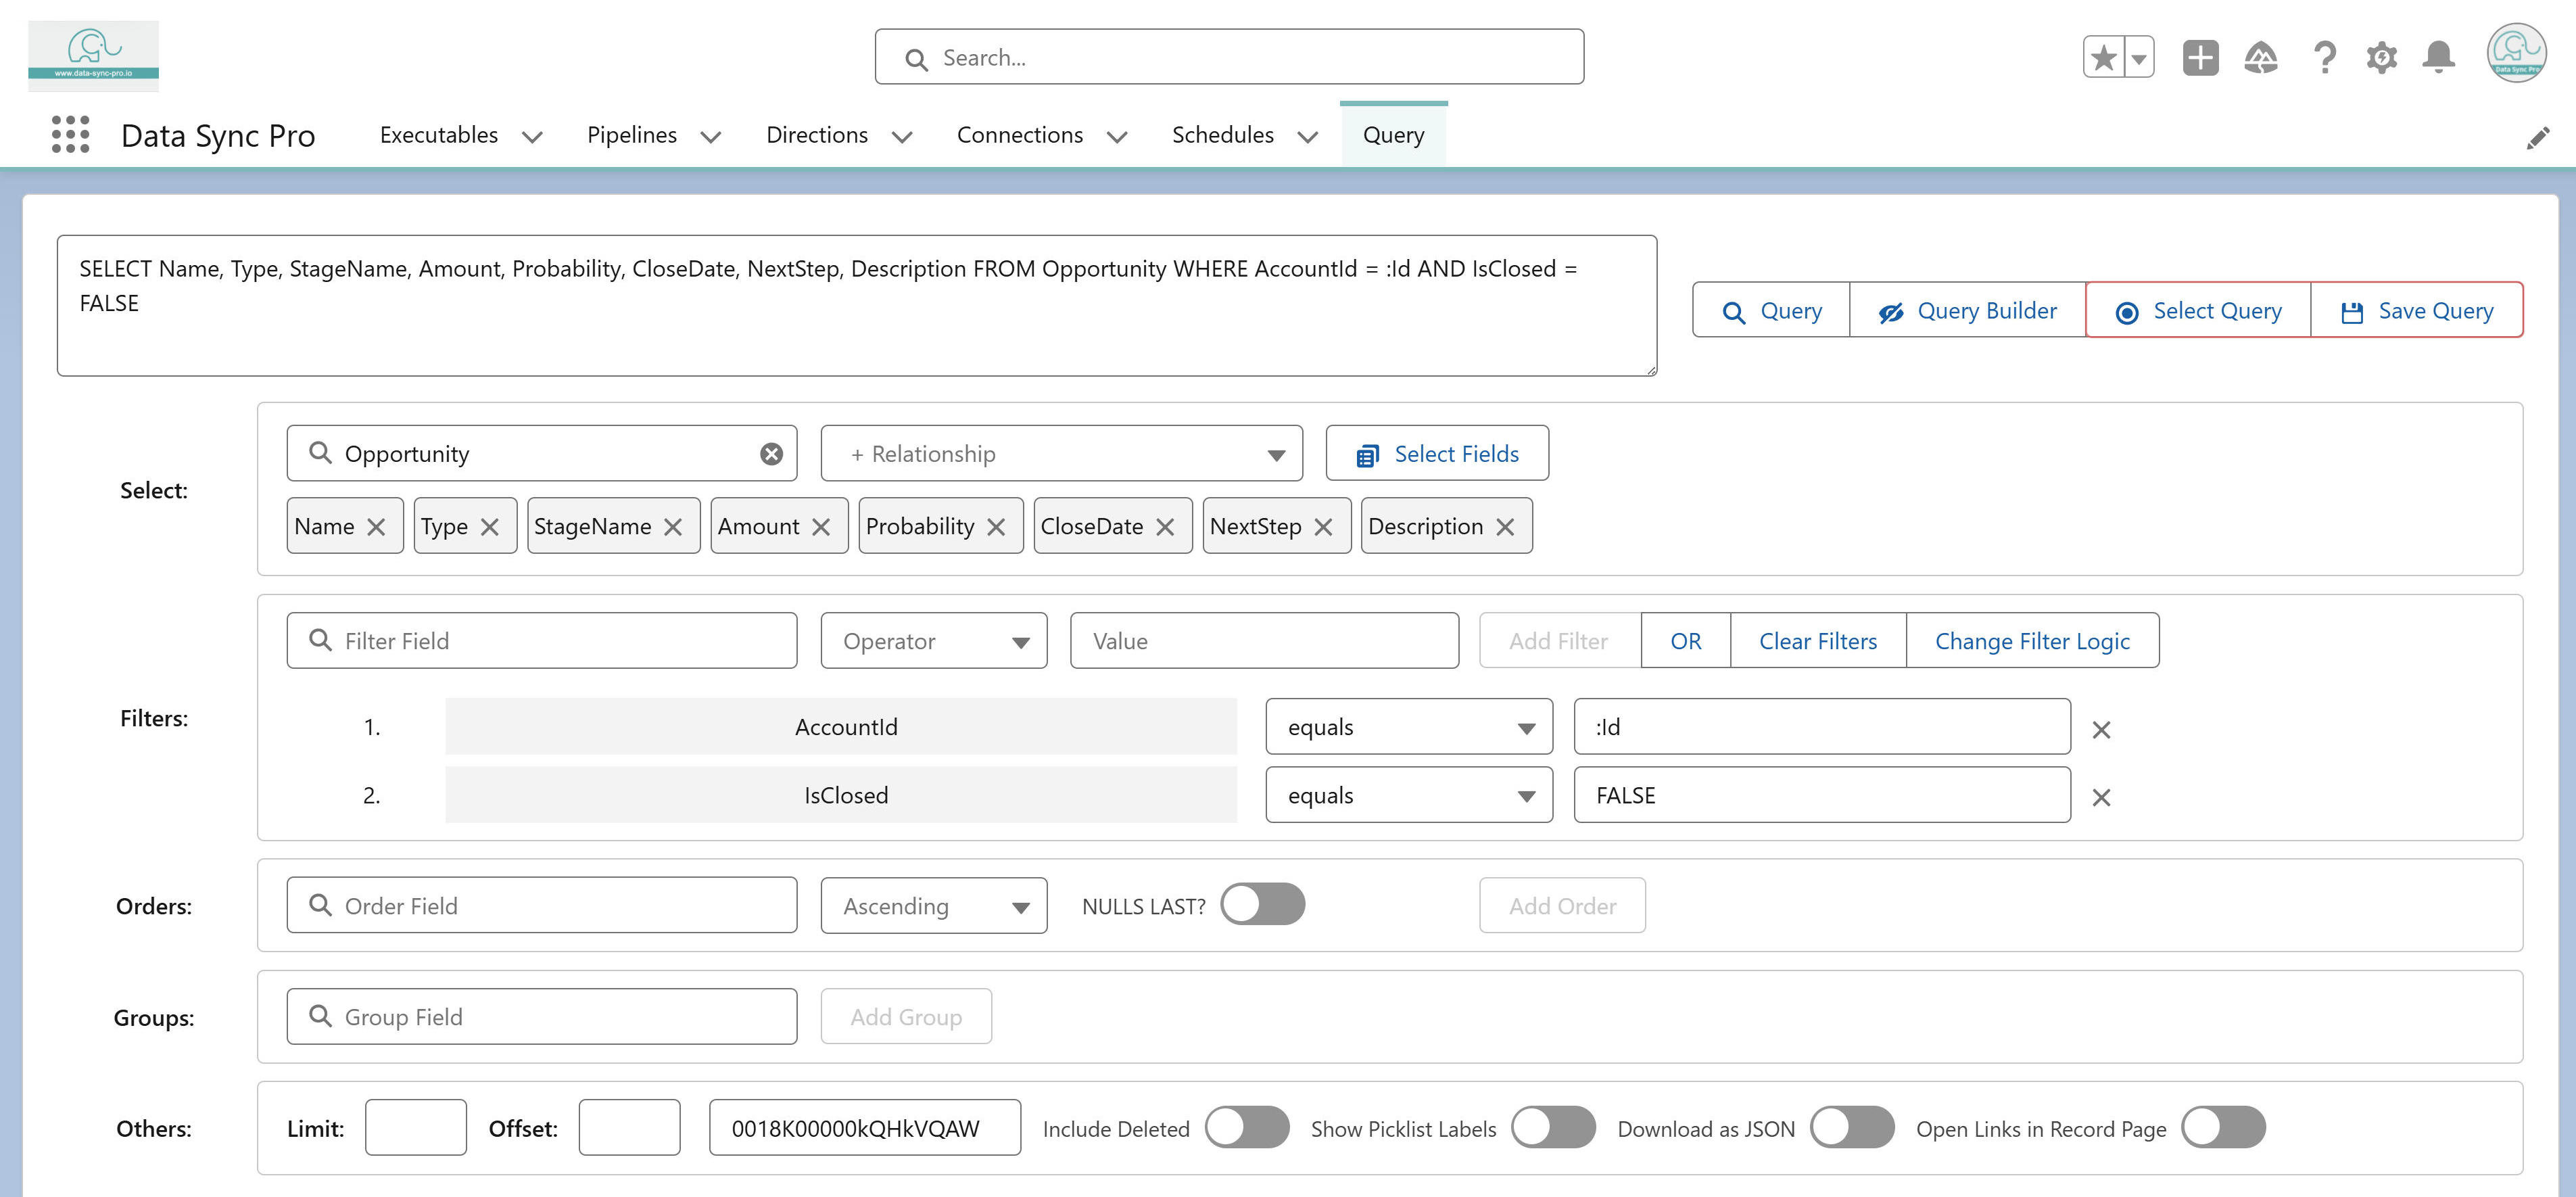 www.data-sync-pro.io
Search...
Data Sync Pro
Data Sync Pro
Executables
Pipelines
Directions
Connections
Schedules
Query
SELECT Name, Type, StageName, Amount, Probability, CloseDate, NextStep, Description FROM Opportunity WHERE AccountId = :Id AND IsClosed =
FALSE
Query
Query Builder
Select Query
Save Query
Select:
Opportunity
+ Relationship
Select Fields
Name
Type
StageName
Amount
Probability
CloseDate
NextStep
Description
Filters:
Filter Field
Operator
Value
Add Filter
OR
Clear Filters
Change Filter Logic
1.
AccountId
equals
:Id
2.
IsClosed
equals
FALSE
Orders:
Order Field
Ascending
NULLS LAST?
Add Order
Groups:
Group Field
Add Group
Others:
Limit:
Offset:
0018K00000kQHkVQAW
Include Deleted
Show Picklist Labels
Download as JSON
Open Links in Record Page